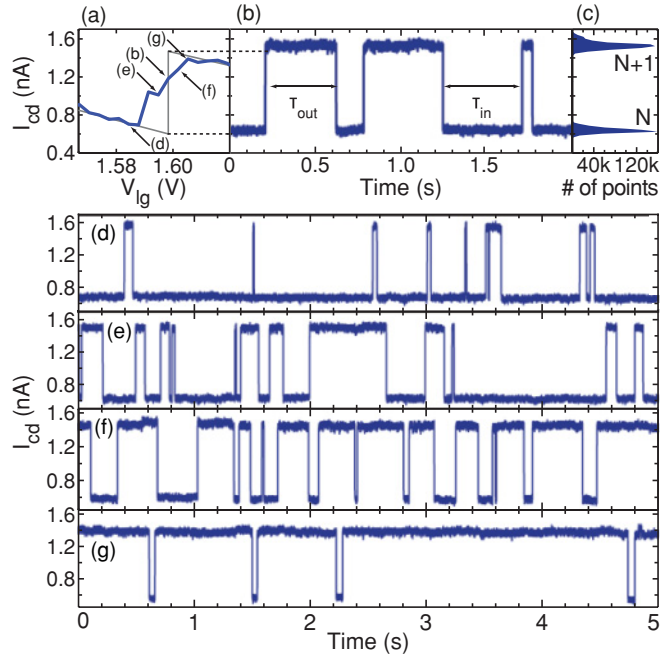 (a) (b) (c)
1.6
1.2
0.8
0.4
I_cd (nA)
(g)
(b)
(e)
(f)
(d)
τ_out
τ_in
N+1
N
1.58 1.60
0 0.5 1.0 1.5
40k 120k
V_lg (V)
Time (s)
# of points
(d)
1.6
1.2
0.8
(e)
1.6
1.2
0.8
(f)
1.6
1.2
0.8
(g)
1.6
1.2
0.8
I_cd (nA)
0 1 2 3 4 5
Time (s)